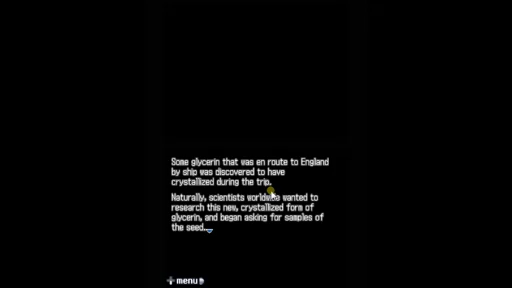 Some glycerin that was en route to England
by ship was discovered to have
crystallized during the trip.
Naturally, scientists worldwide wanted to
research this new, crystallized form of
glycerin, and began asking for samples of
the seed...
menu